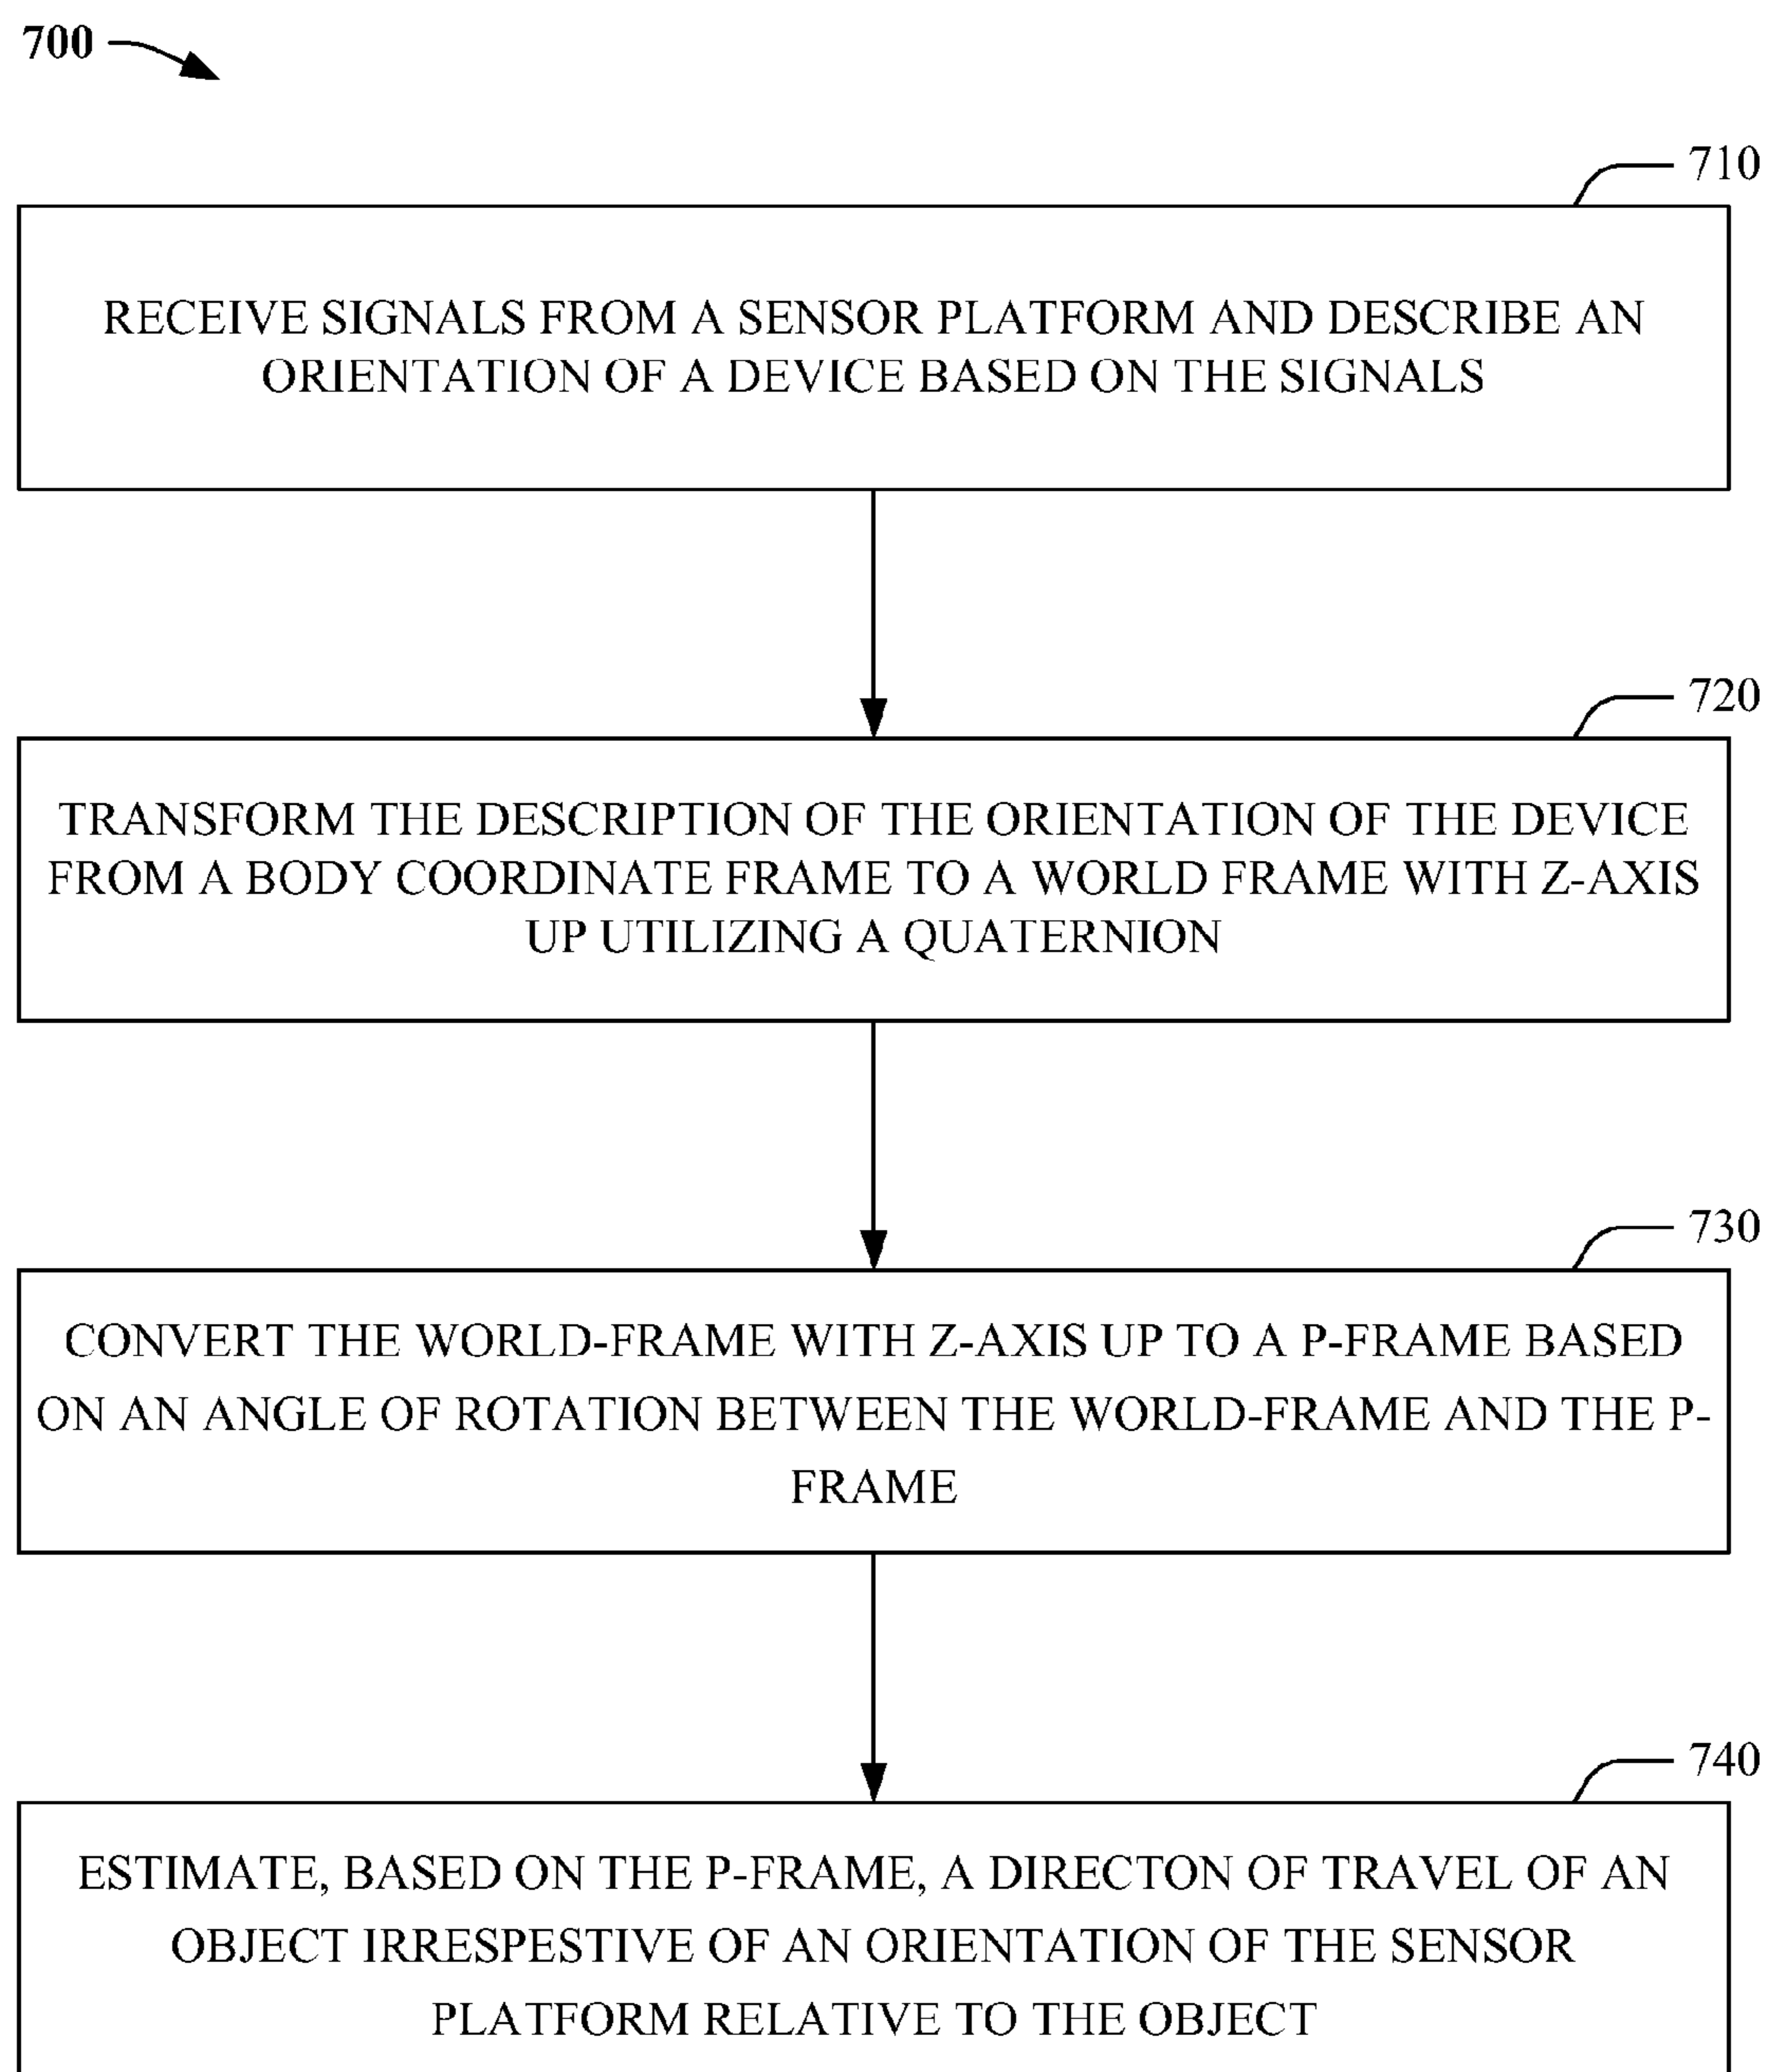 700
710
RECEIVE SIGNALS FROM A SENSOR PLATFORM AND DESCRIBE AN
ORIENTATION OF A DEVICE BASED ON THE SIGNALS
720
TRANSFORM THE DESCRIPTION OF THE ORIENTATION OF THE DEVICE
FROM A BODY COORDINATE FRAME TO A WORLD FRAME WITH Z-AXIS
UP UTILIZING A QUATERNION
730
CONVERT THE WORLD-FRAME WITH Z-AXIS UP TO A P-FRAME BASED
ON AN ANGLE OF ROTATION BETWEEN THE WORLD-FRAME AND THE P-
FRAME
740
ESTIMATE, BASED ON THE P-FRAME, A DIRECTON OF TRAVEL OF AN
OBJECT IRRESPESTIVE OF AN ORIENTATION OF THE SENSOR
PLATFORM RELATIVE TO THE OBJECT